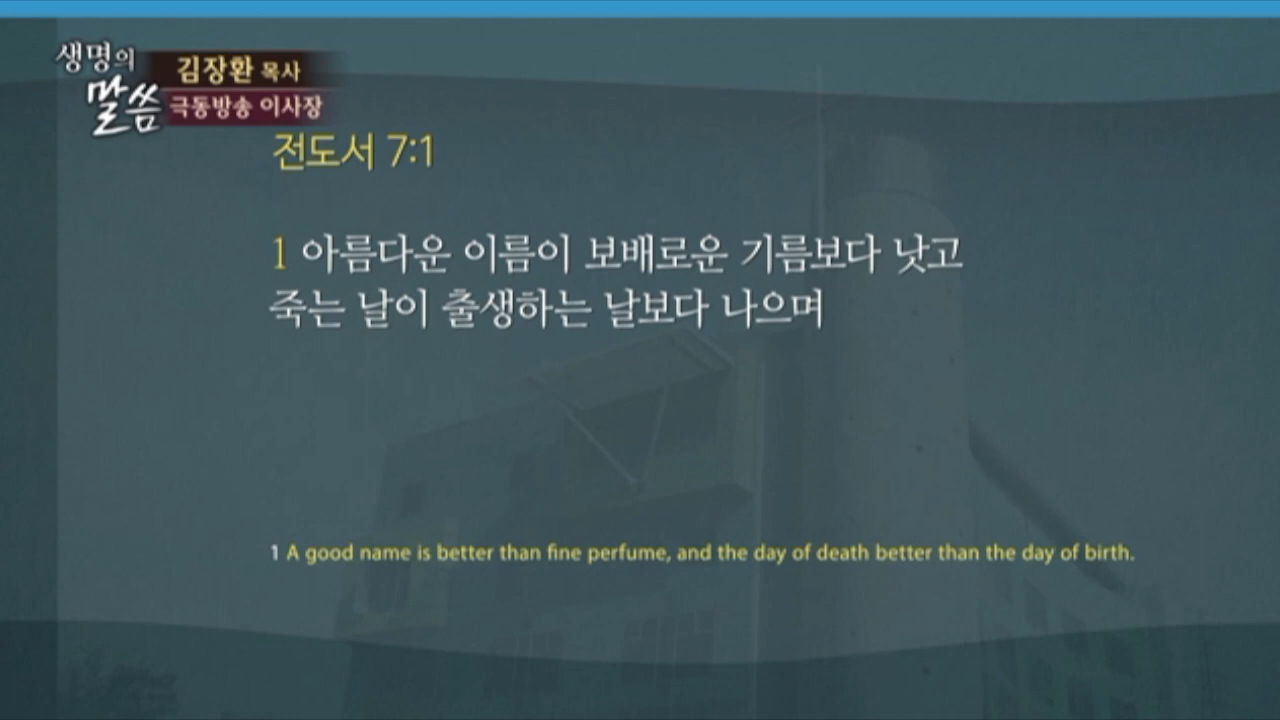 생명의
말씀
김장환 목사
극동방송 이사장
전도서 7:1
1 아름다운 이름이 보배로운 기름보다 낫고
죽는 날이 출생하는 날보다 나으며
1 A good name is better than fine perfume, and the day of death better than the day of birth.